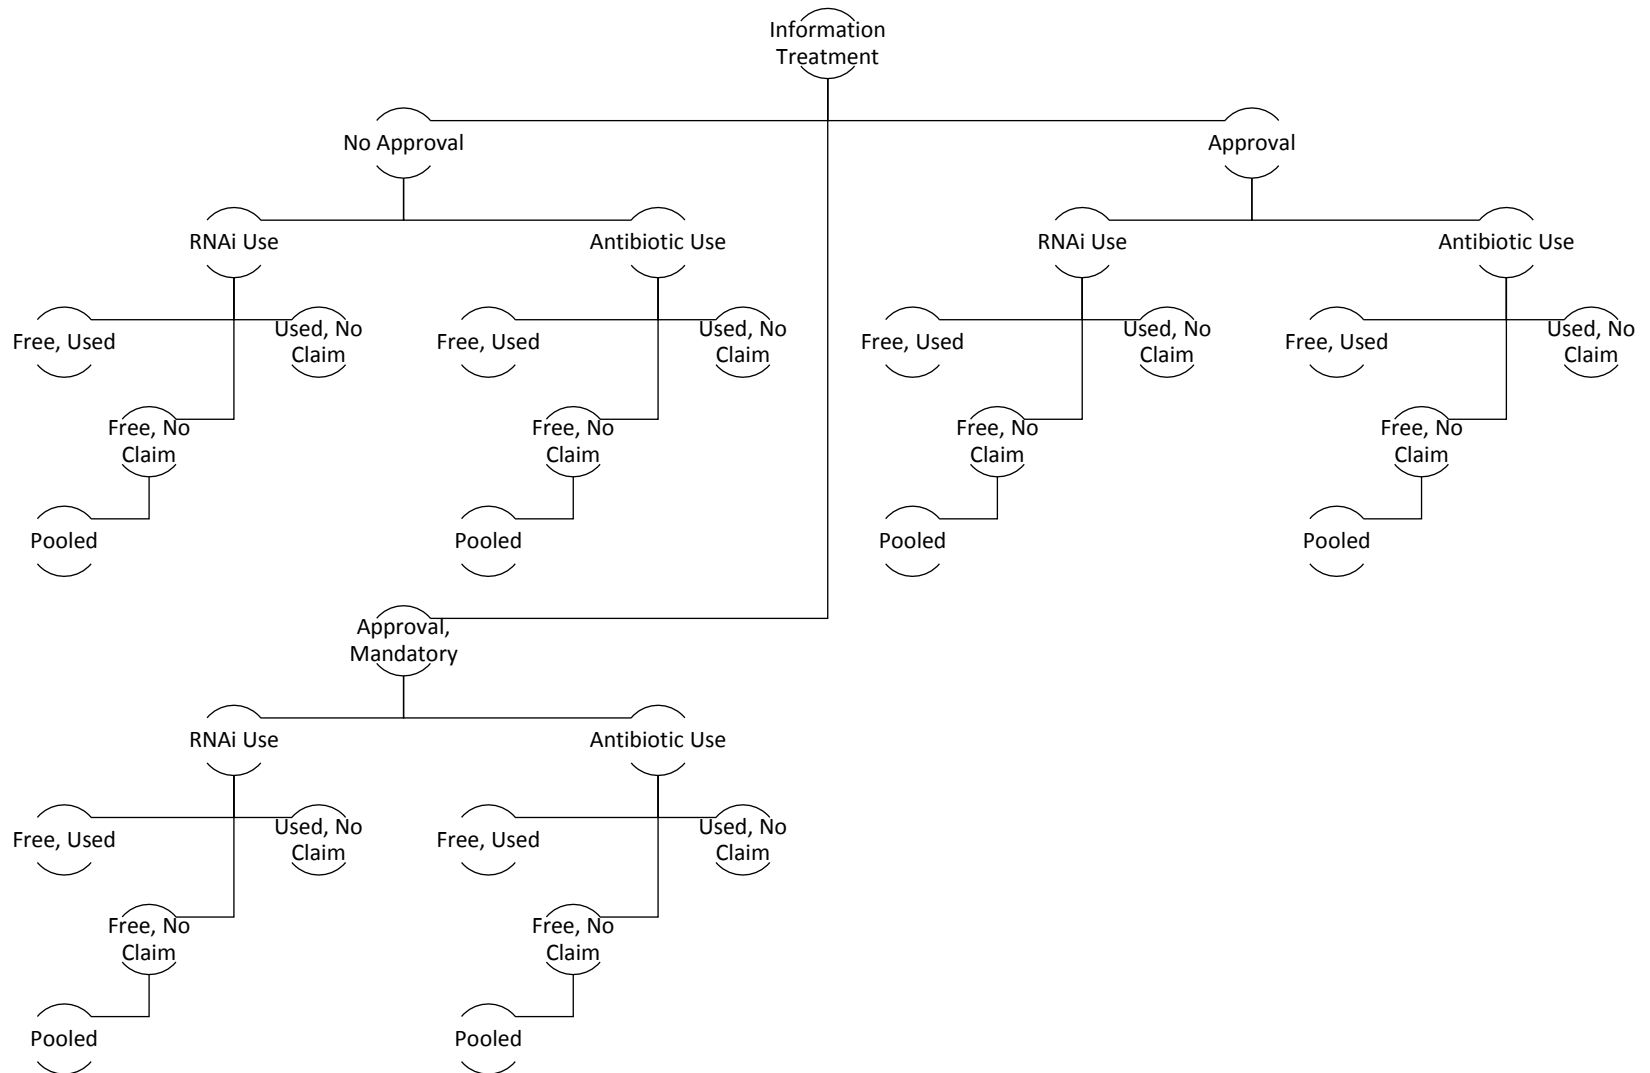 Information
Treatment
No Approval
Approval
RNAi Use
Antibiotic Use
RNAi Use
Antibiotic Use
Free, Used
Used, No
Claim
Free, Used
Used, No
Claim
Free, Used
Used, No
Claim
Free, Used
Used, No
Claim
Free, No
Claim
Free, No
Claim
Free, No
Claim
Free, No
Claim
Pooled
Pooled
Pooled
Pooled
Approval,
Mandatory
RNAi Use
Antibiotic Use
Free, Used
Used, No
Claim
Free, Used
Used, No
Claim
Free, No
Claim
Free, No
Claim
Pooled
Pooled